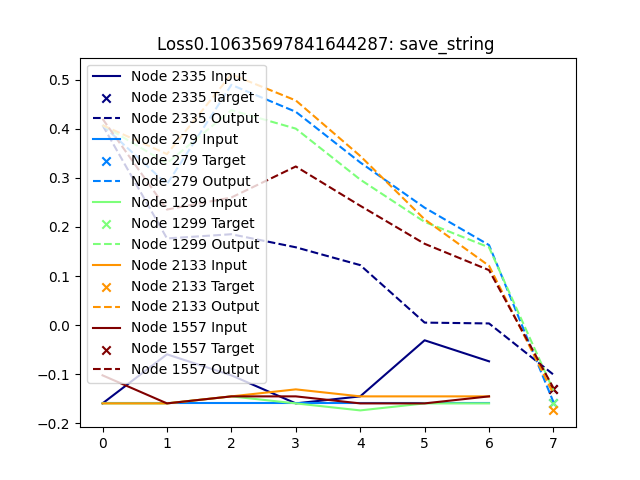 Loss0.10635697841644287: save_string
Node 2335 Input
Node 2335 Target
Node 2335 Output
Node 279 Input
Node 279 Target
Node 279 Output
Node 1299 Input
Node 1299 Target
Node 1299 Output
Node 2133 Input
Node 2133 Target
Node 2133 Output
Node 1557 Input
Node 1557 Target
Node 1557 Output
0.5
0.4
0.3
0.2
0.1
0.0
−0.1
−0.2
0 1 2 3 4 5 6 7